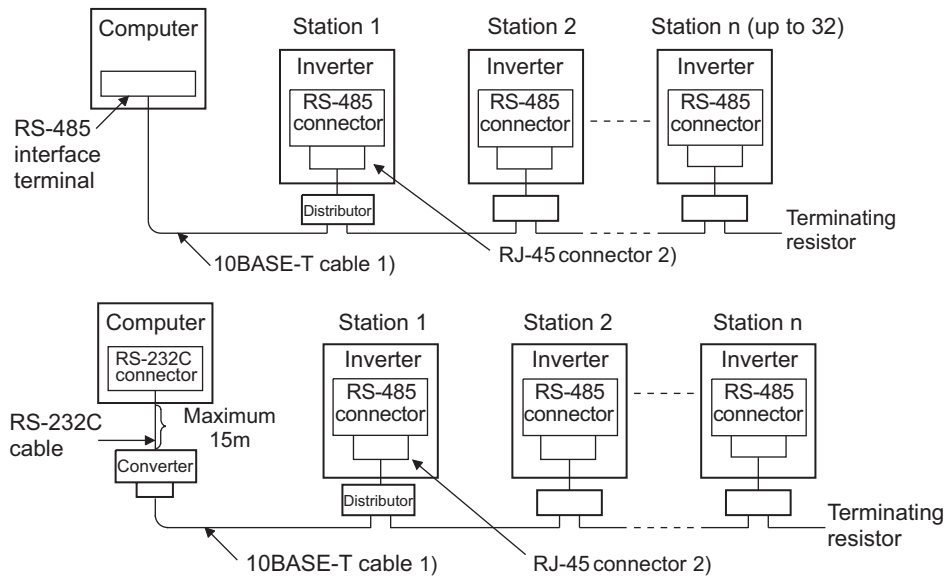 Computer
Station 1
Station 2
Station n (up to 32)
Inverter
Inverter
Inverter
RS-485
connector
RS-485
connector
RS-485
connector
RS-485
interface
terminal
Distributor
Terminating
resistor
10BASE-T cable 1)
RJ-45 connector 2)
Computer
Station 1
Station 2
Station n
RS-232C
connector
Inverter
Inverter
Inverter
RS-485
connector
RS-485
connector
RS-485
connector
RS-232C
cable
Maximum
15m
Converter
Distributor
Terminating
resistor
10BASE-T cable 1)
RJ-45 connector 2)